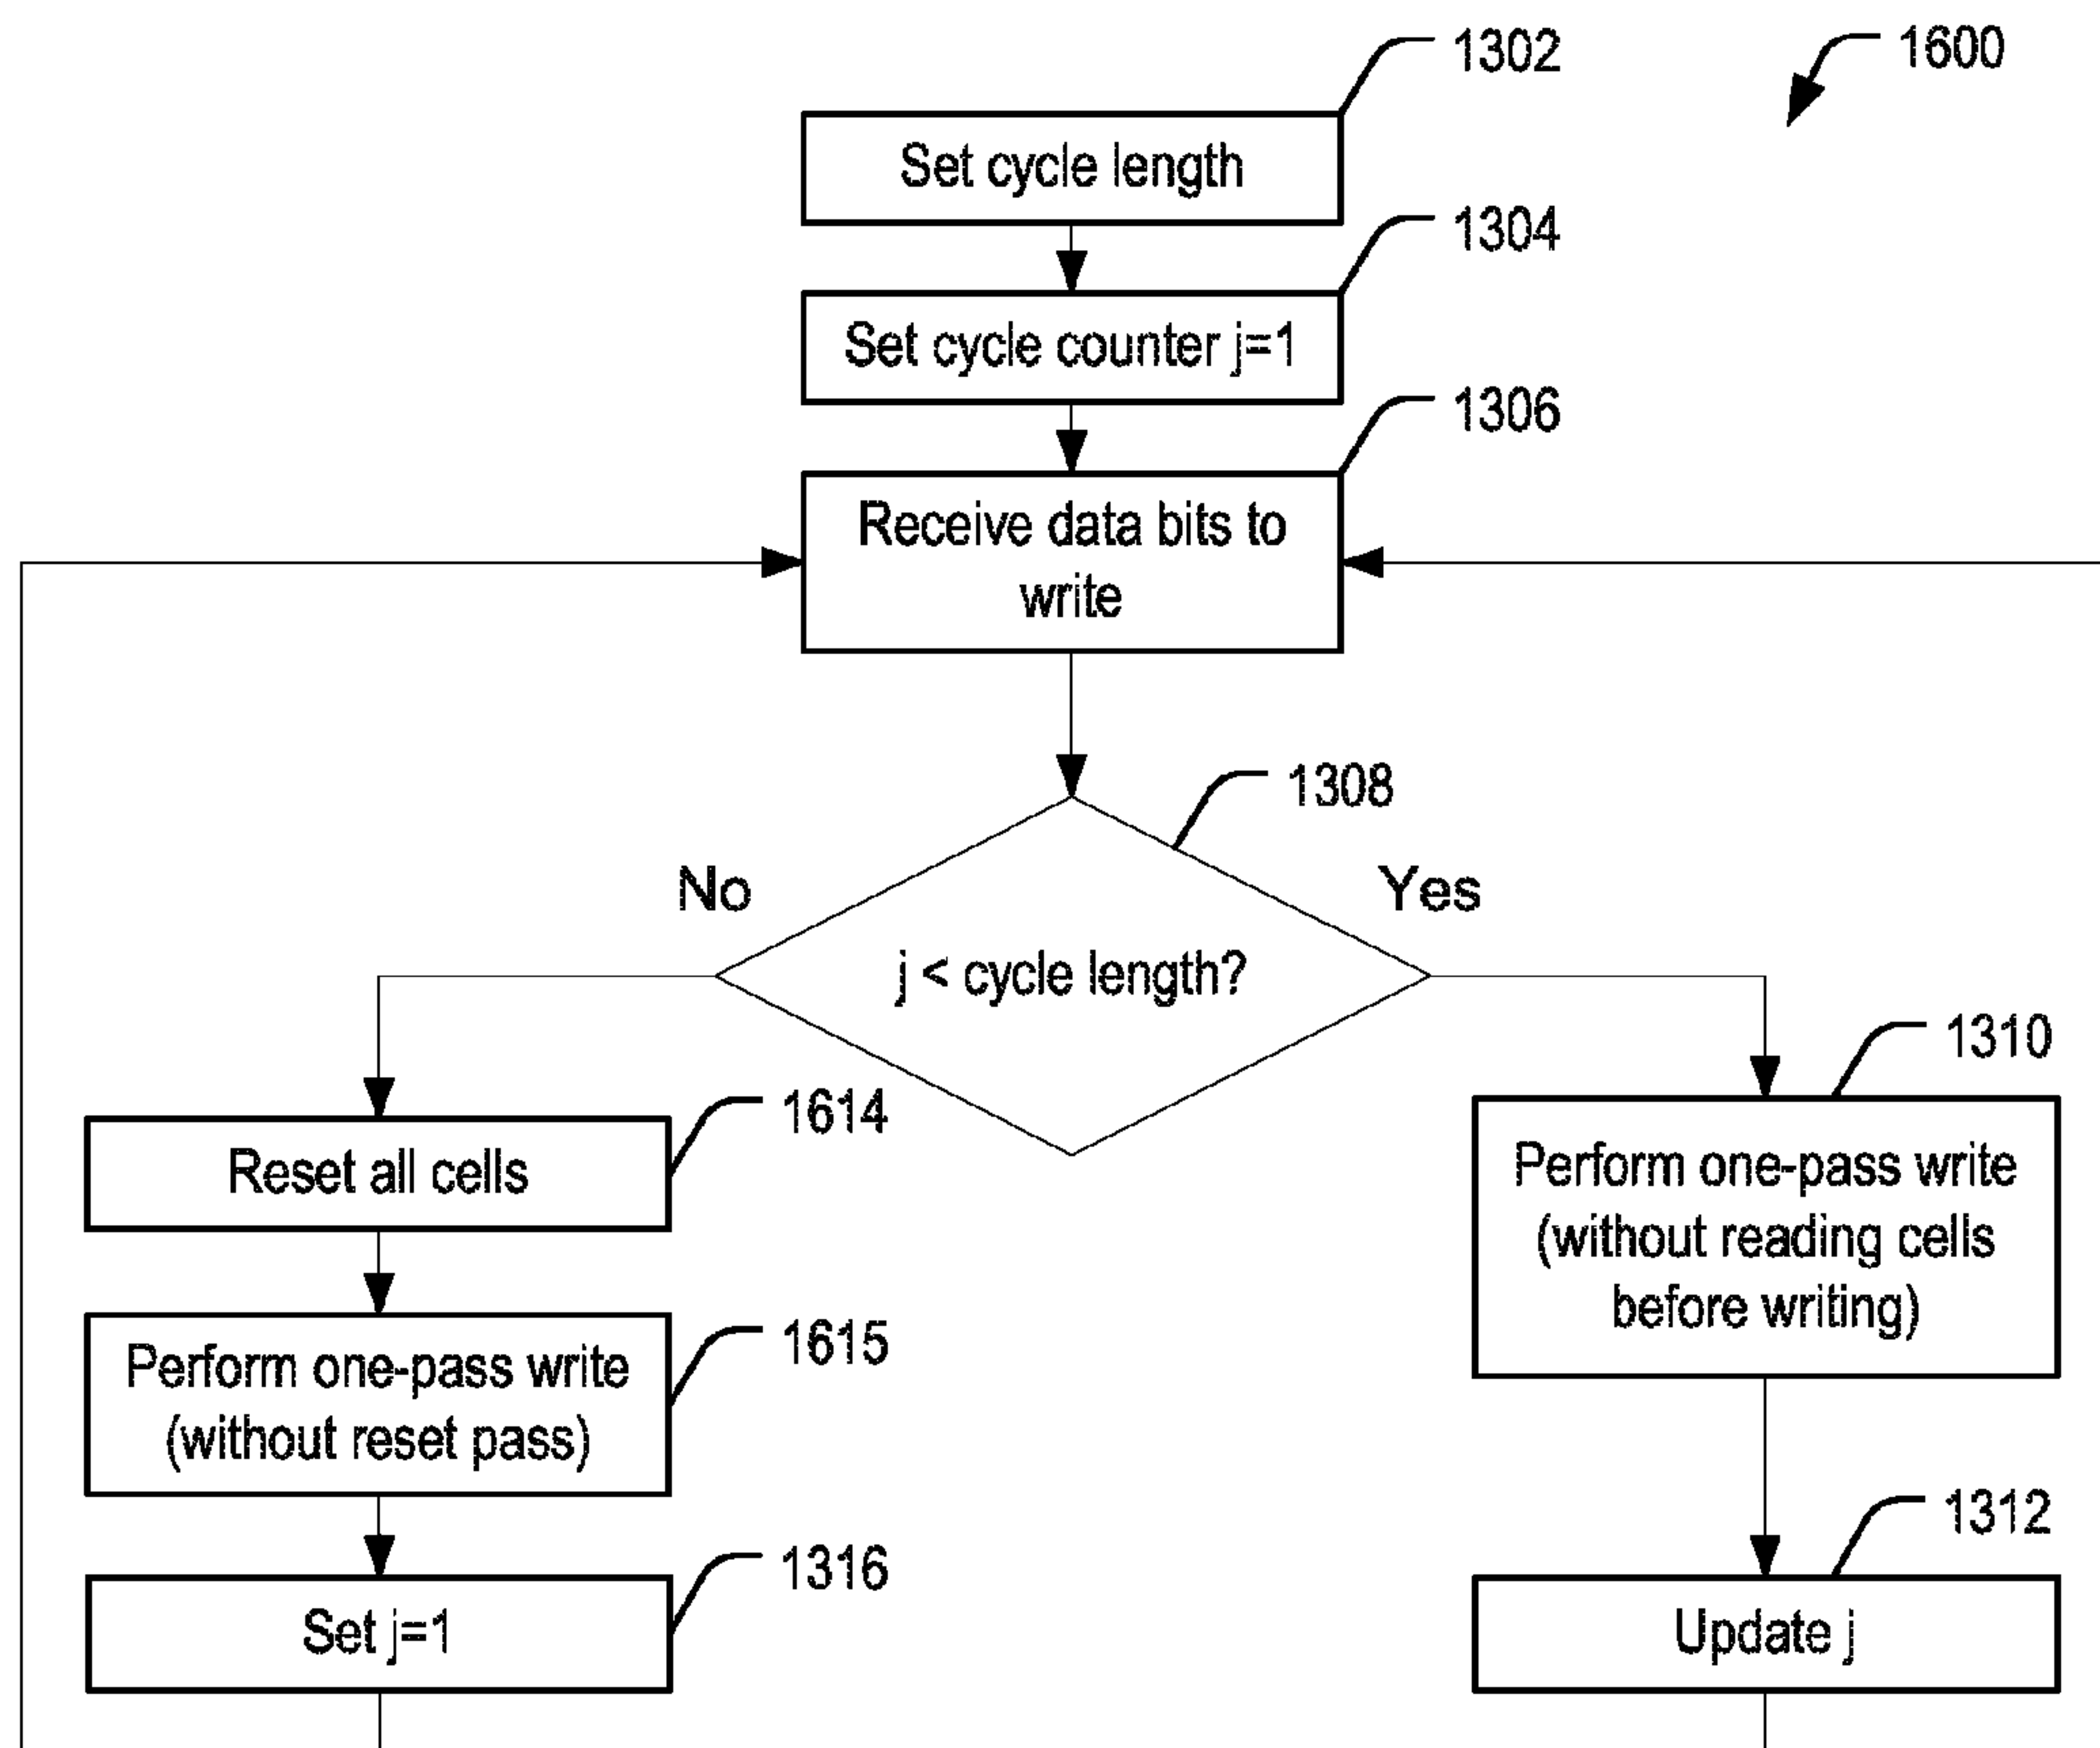 1302
1600
Set cycle length
1304
Set cycle counter j=1
1306
Receive data bits to
write
1308
No
Yes
j < cycle length?
1310
1614
Reset all cells
Perform one-pass write
(without reading cells
before writing)
1615
Perform one-pass write
(without reset pass)
1312
1316
Set j=1
Update j